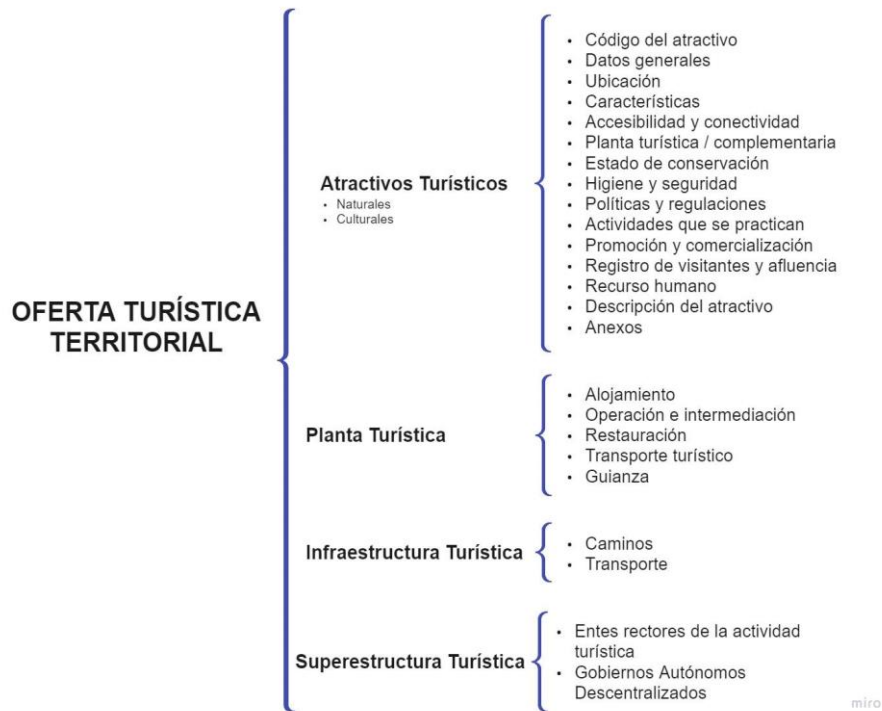 OFERTA TURÍSTICA
TERRITORIAL
Atractivos Turísticos
• Naturales
• Culturales
• Código del atractivo
• Datos generales
• Ubicación
• Características
• Accesibilidad y conectividad
• Planta turística / complementaria
• Estado de conservación
• Higiene y seguridad
• Políticas y regulaciones
• Actividades que se practican
• Promoción y comercialización
• Registro de visitantes y afluencia
• Recurso humano
• Descripción del atractivo
• Anexos
Planta Turística
• Alojamiento
• Operación e intermediación
• Restauración
• Transporte turístico
• Guianza
Infraestructura Turística
• Caminos
• Transporte
Superestructura Turística
• Entes rectores de la actividad
turística
• Gobiernos Autónomos
Descentralizados
miro